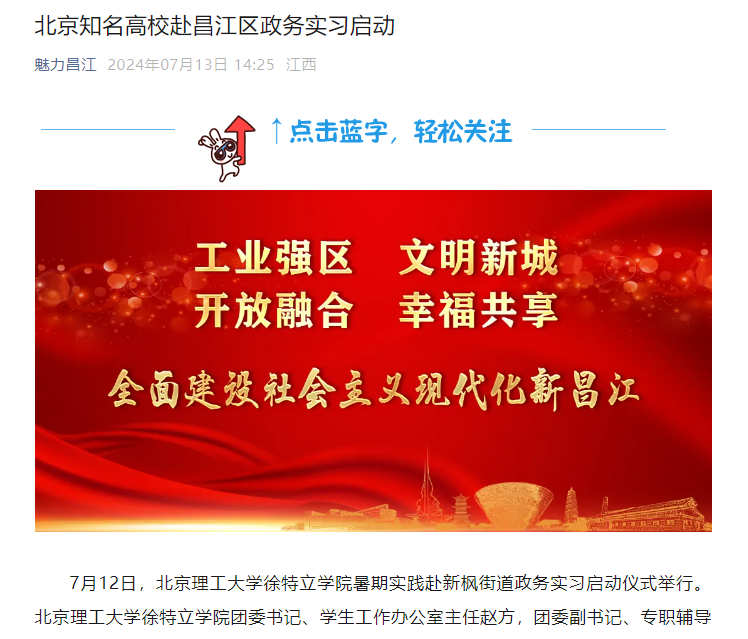 北京知名高校赴昌江区政务实习启动
魅力昌江 2024年07月13日 14:25 江西
↑点击蓝字，轻松关注
工业强区 文明新城
开放融合 幸福共享
全面建设社会主义现代化新昌江
7月12日，北京理工大学徐特立学院暑期实践赴新枫街道政务实习启动仪式举行。
北京理工大学徐特立学院团委书记、学生工作办公室主任赵方，团委副书记、专职辅导